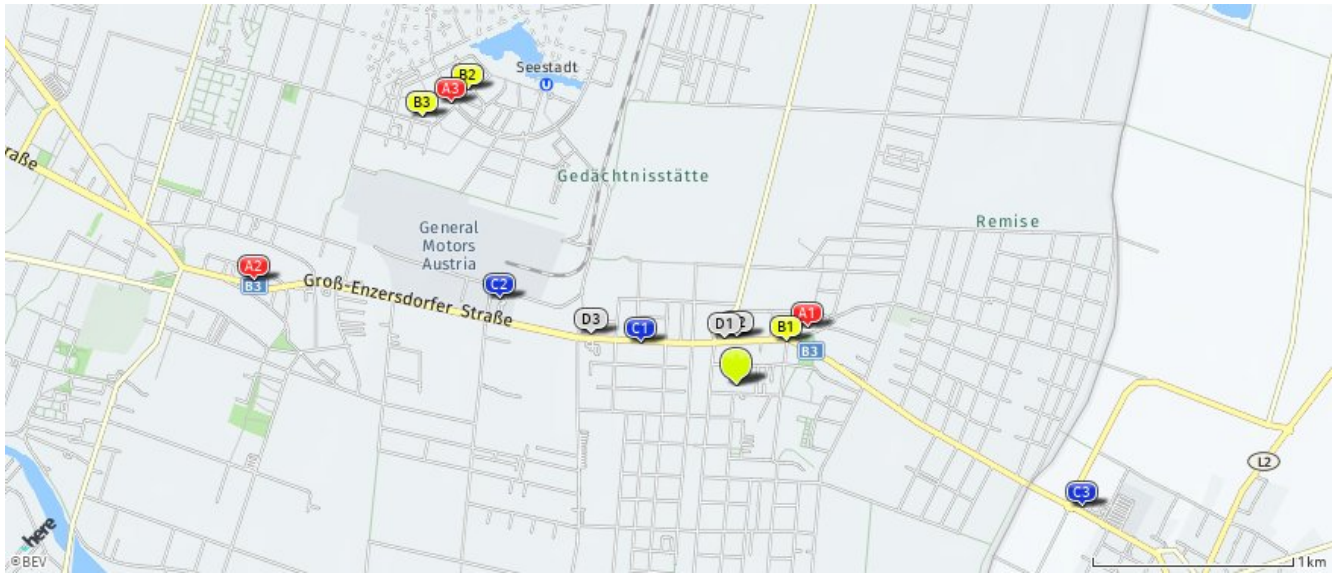 Seestadt
B2
A3
B3
raße
Gedächtnisstätte
Remise
General
Motors
Austria
A2
B3
C2
Groß-Enzersdorfer Straße
D3
C1
D1
B1
A1
B3
L2
C3
here
©BEV
1km